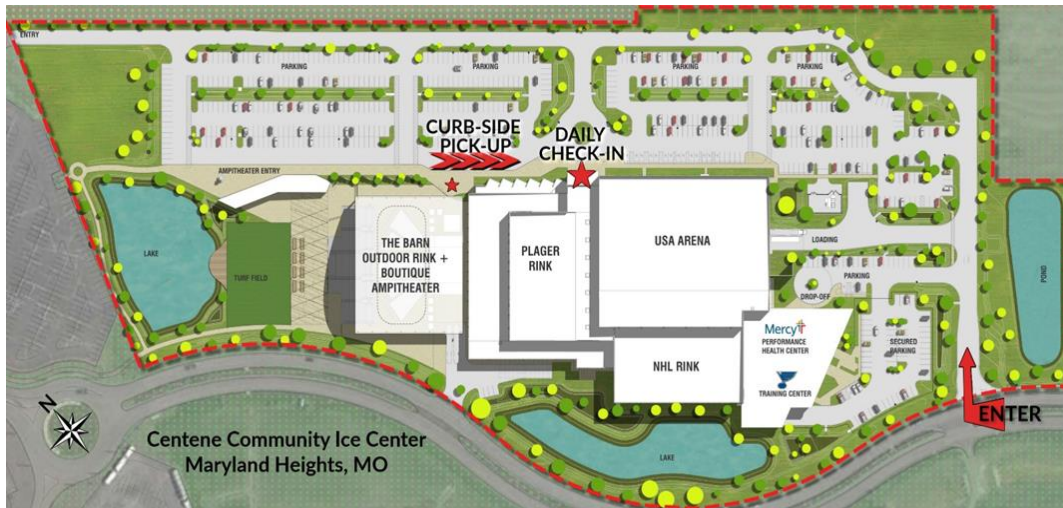 ENTRY
PARKING
PARKING
PARKING
PARKING
CURB-SIDE
PICK-UP
DAILY
CHECK-IN
AMPITHEATER ENTRY
LAKE
TURF FIELD
THE BARN
OUTDOOR RINK +
BOUTIQUE
AMPITHEATER
PLAGER
RINK
USA ARENA
LOADING
PARKING
DROP-OFF
POND
Mercy
PERFORMANCE
HEALTH CENTER
SECURED
PARKING
NHL RINK
TRAINING CENTER
ENTER
N
Centene Community Ice Center
Maryland Heights, MO
LAKE